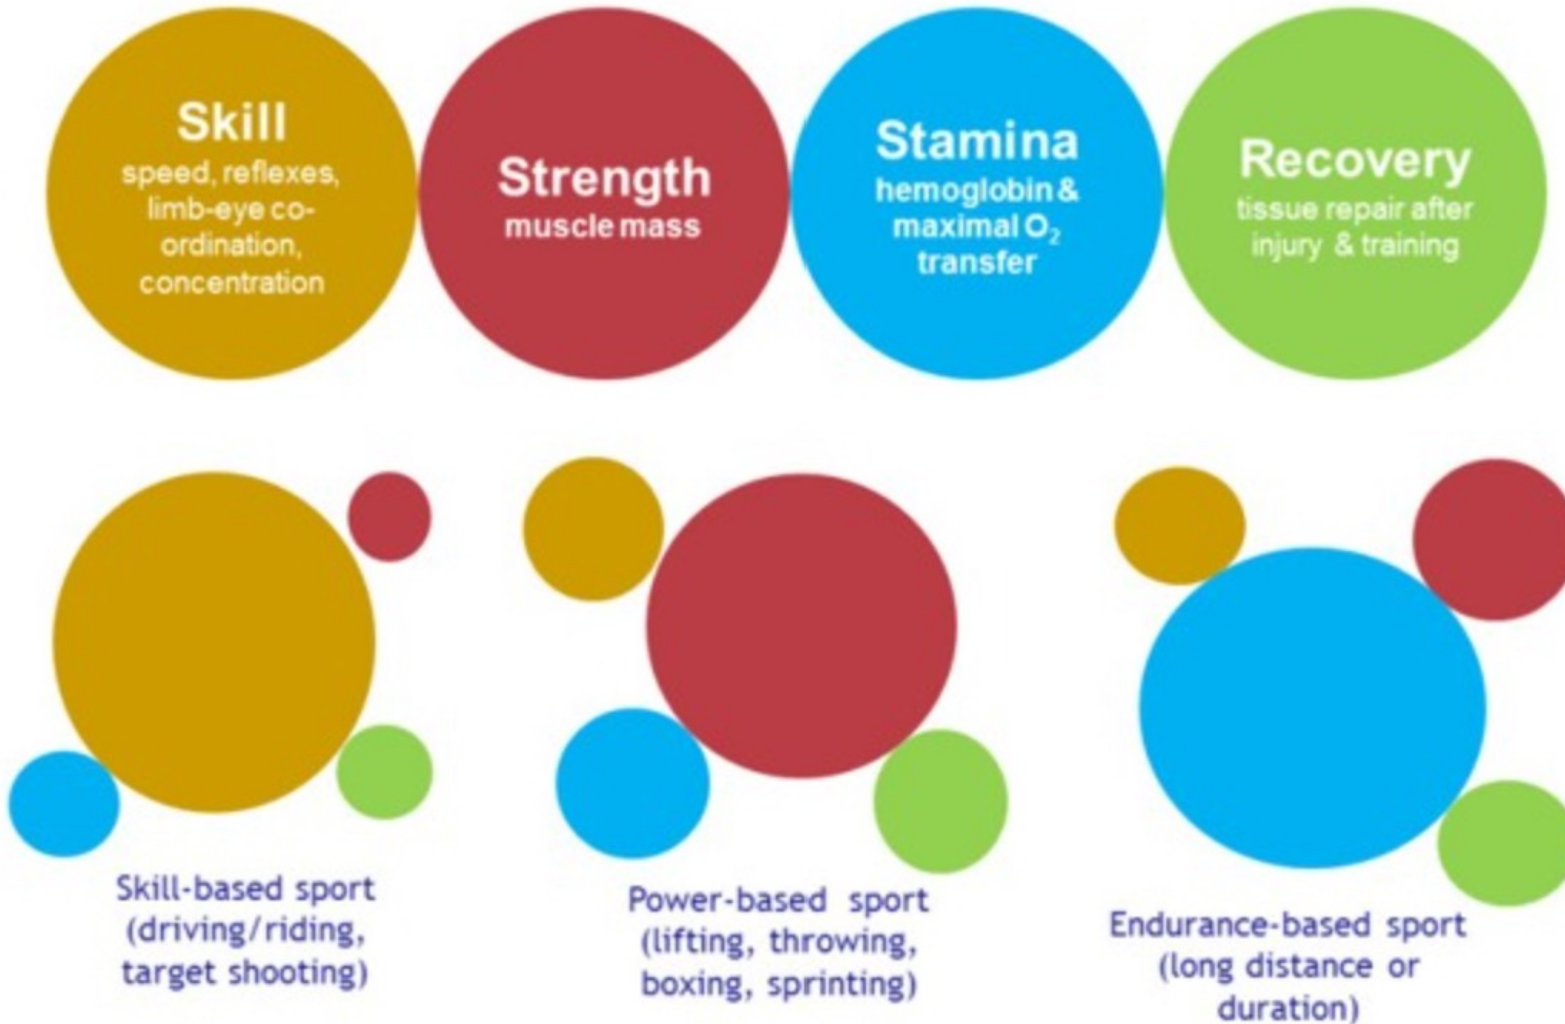 Skill
speed, reflexes,
limb-eye co-
ordination,
concentration
Strength
muscle mass
Stamina
hemoglobin &
maximal O₂
transfer
Recovery
tissue repair after
injury & training
Skill-based sport
(driving/riding,
target shooting)
Power-based sport
(lifting, throwing,
boxing, sprinting)
Endurance-based sport
(long distance or
duration)